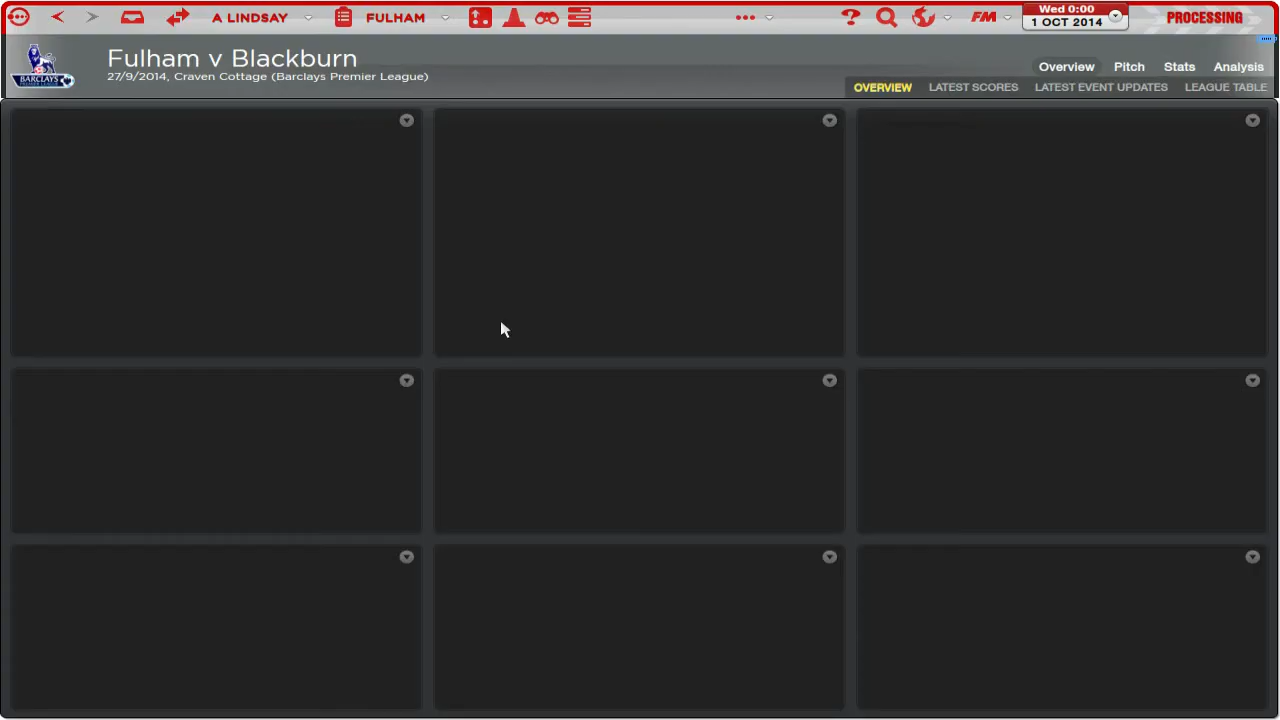 A LINDSAY
FULHAM
FM
Wed 0:00
1 OCT 2014
PROCESSING
BARCLAYS
Fulham v Blackburn
27/9/2014, Craven Cottage (Barclays Premier League)
Overview Pitch Stats Analysis
OVERVIEW LATEST SCORES LATEST EVENT UPDATES LEAGUE TABLE